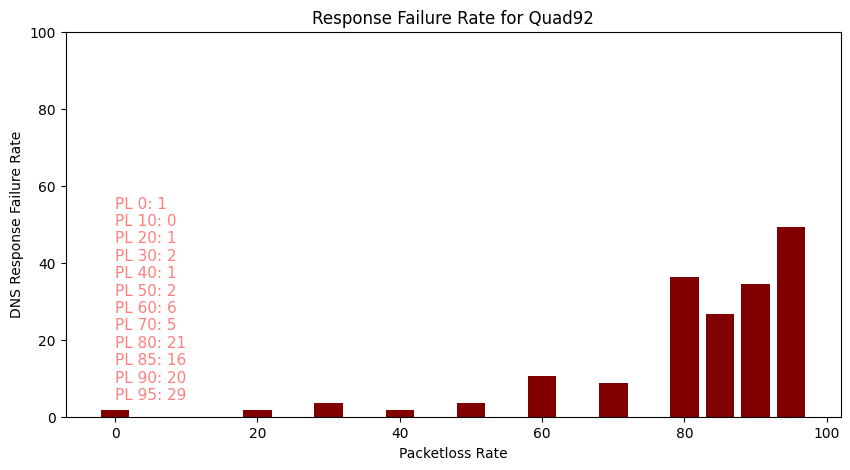 Response Failure Rate for Quad92
DNS Response Failure Rate
100
80
60
40
20
0
PL 0: 1
PL 10: 0
PL 20: 1
PL 30: 2
PL 40: 1
PL 50: 2
PL 60: 6
PL 70: 5
PL 80: 21
PL 85: 16
PL 90: 20
PL 95: 29
0 20 40 60 80 100
Packetloss Rate